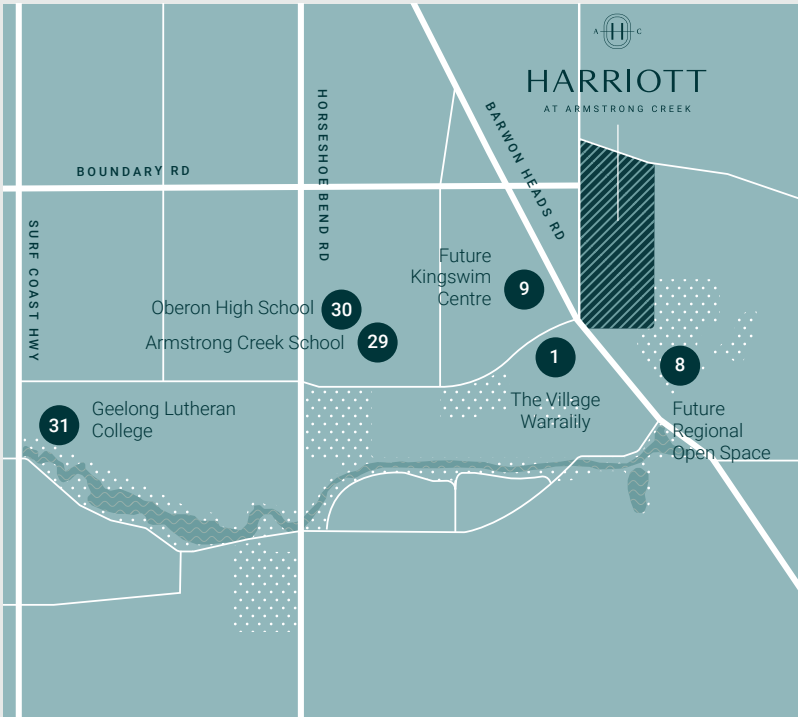 A H C
HARRIOTT
AT ARMSTRONG CREEK
HORSESHOE BEND RD
BARWON HEADS RD
BOUNDARY RD
SURF COAST HWY
Future
Kingswim
Centre
9
Oberon High School
30
Armstrong Creek School
29
1
The Village
Warralily
8
Future
Regional
Open Space
31
Geelong Lutheran
College